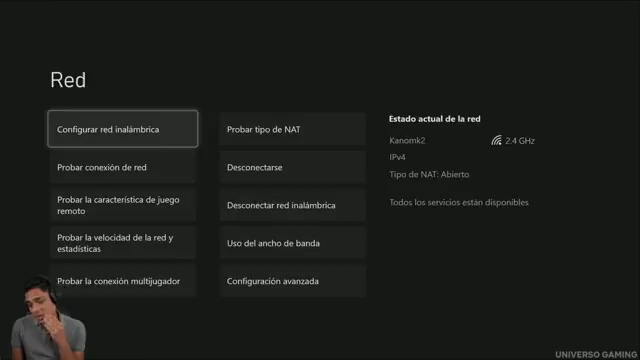 Red
Configurar red inalámbrica
Probar conexión de red
Probar la característica de juego
remoto
Probar la velocidad de la red y
estadísticas
Probar la conexión multijugador
Probar tipo de NAT
Desconectarse
Desconectar red inalámbrica
Uso del ancho de banda
Configuración avanzada
Estado actual de la red
Kanomk2 2.4 GHz
IPv4
Tipo de NAT: Abierto
Todos los servicios están disponibles
UNIVERSO GAMING